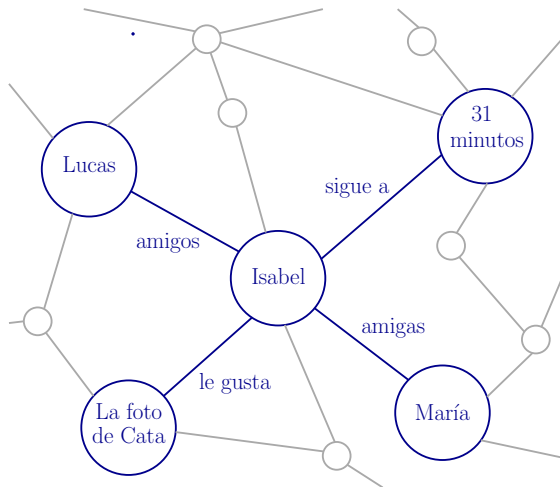 31
minutos
Lucas
sigue a
amigos
Isabel
amigas
le gusta
La foto
de Cata
María